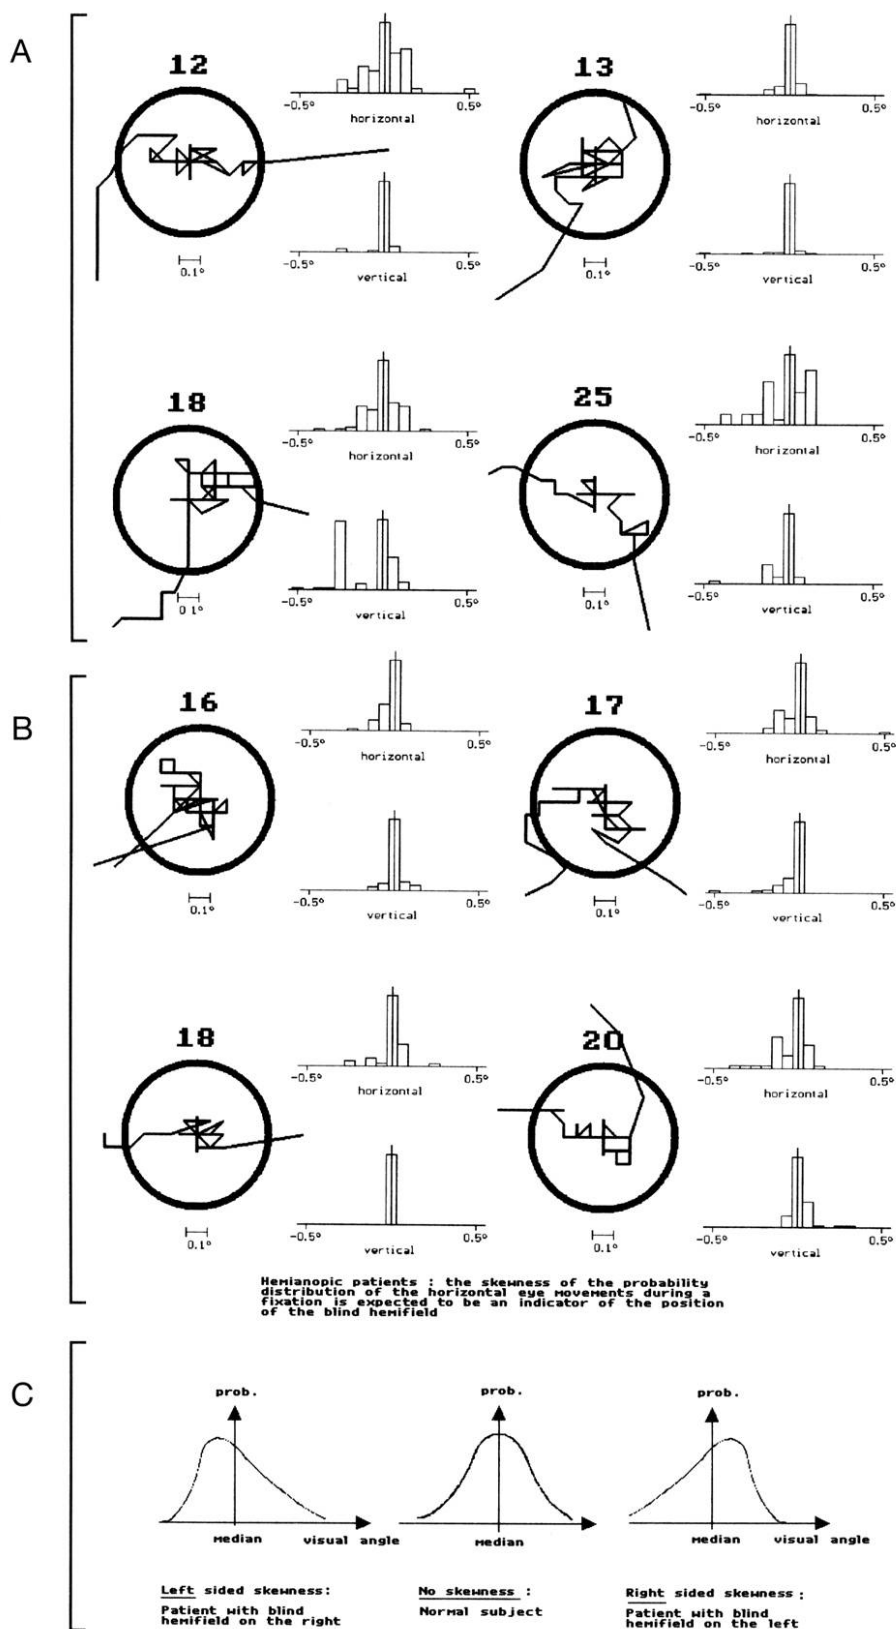 A
12
-0.5° 0.5°
horizontal
-0.5° 0.5°
vertical
0.1°
13
-0.5° 0.5°
horizontal
-0.5° 0.5°
vertical
0.1°
18
-0.5° 0.5°
horizontal
-0.5° 0.5°
vertical
0 1°
25
-0.5° 0.5°
horizontal
-0.5° 0.5°
vertical
0.1°
B
16
-0.5° 0.5°
horizontal
-0.5° 0.5°
vertical
0.1°
17
-0.5° 0.5°
horizontal
-0.5° 0.5°
vertical
0.1°
18
-0.5° 0.5°
horizontal
-0.5° 0.5°
vertical
0.1°
20
-0.5° 0.5°
horizontal
-0.5° 0.5°
vertical
0.1°
Hemianopic patients : the skewness of the probability
distribution of the horizontal eye movements during a
fixation is expected to be an indicator of the position
of the blind hemifield
C
prob.
Median visual angle
Left sided skewness:
Patient with blind
hemifield on the right
prob.
Median
No skewness :
Normal subject
prob.
Median visual angle
Right sided skewness :
Patient with blind
hemifield on the left